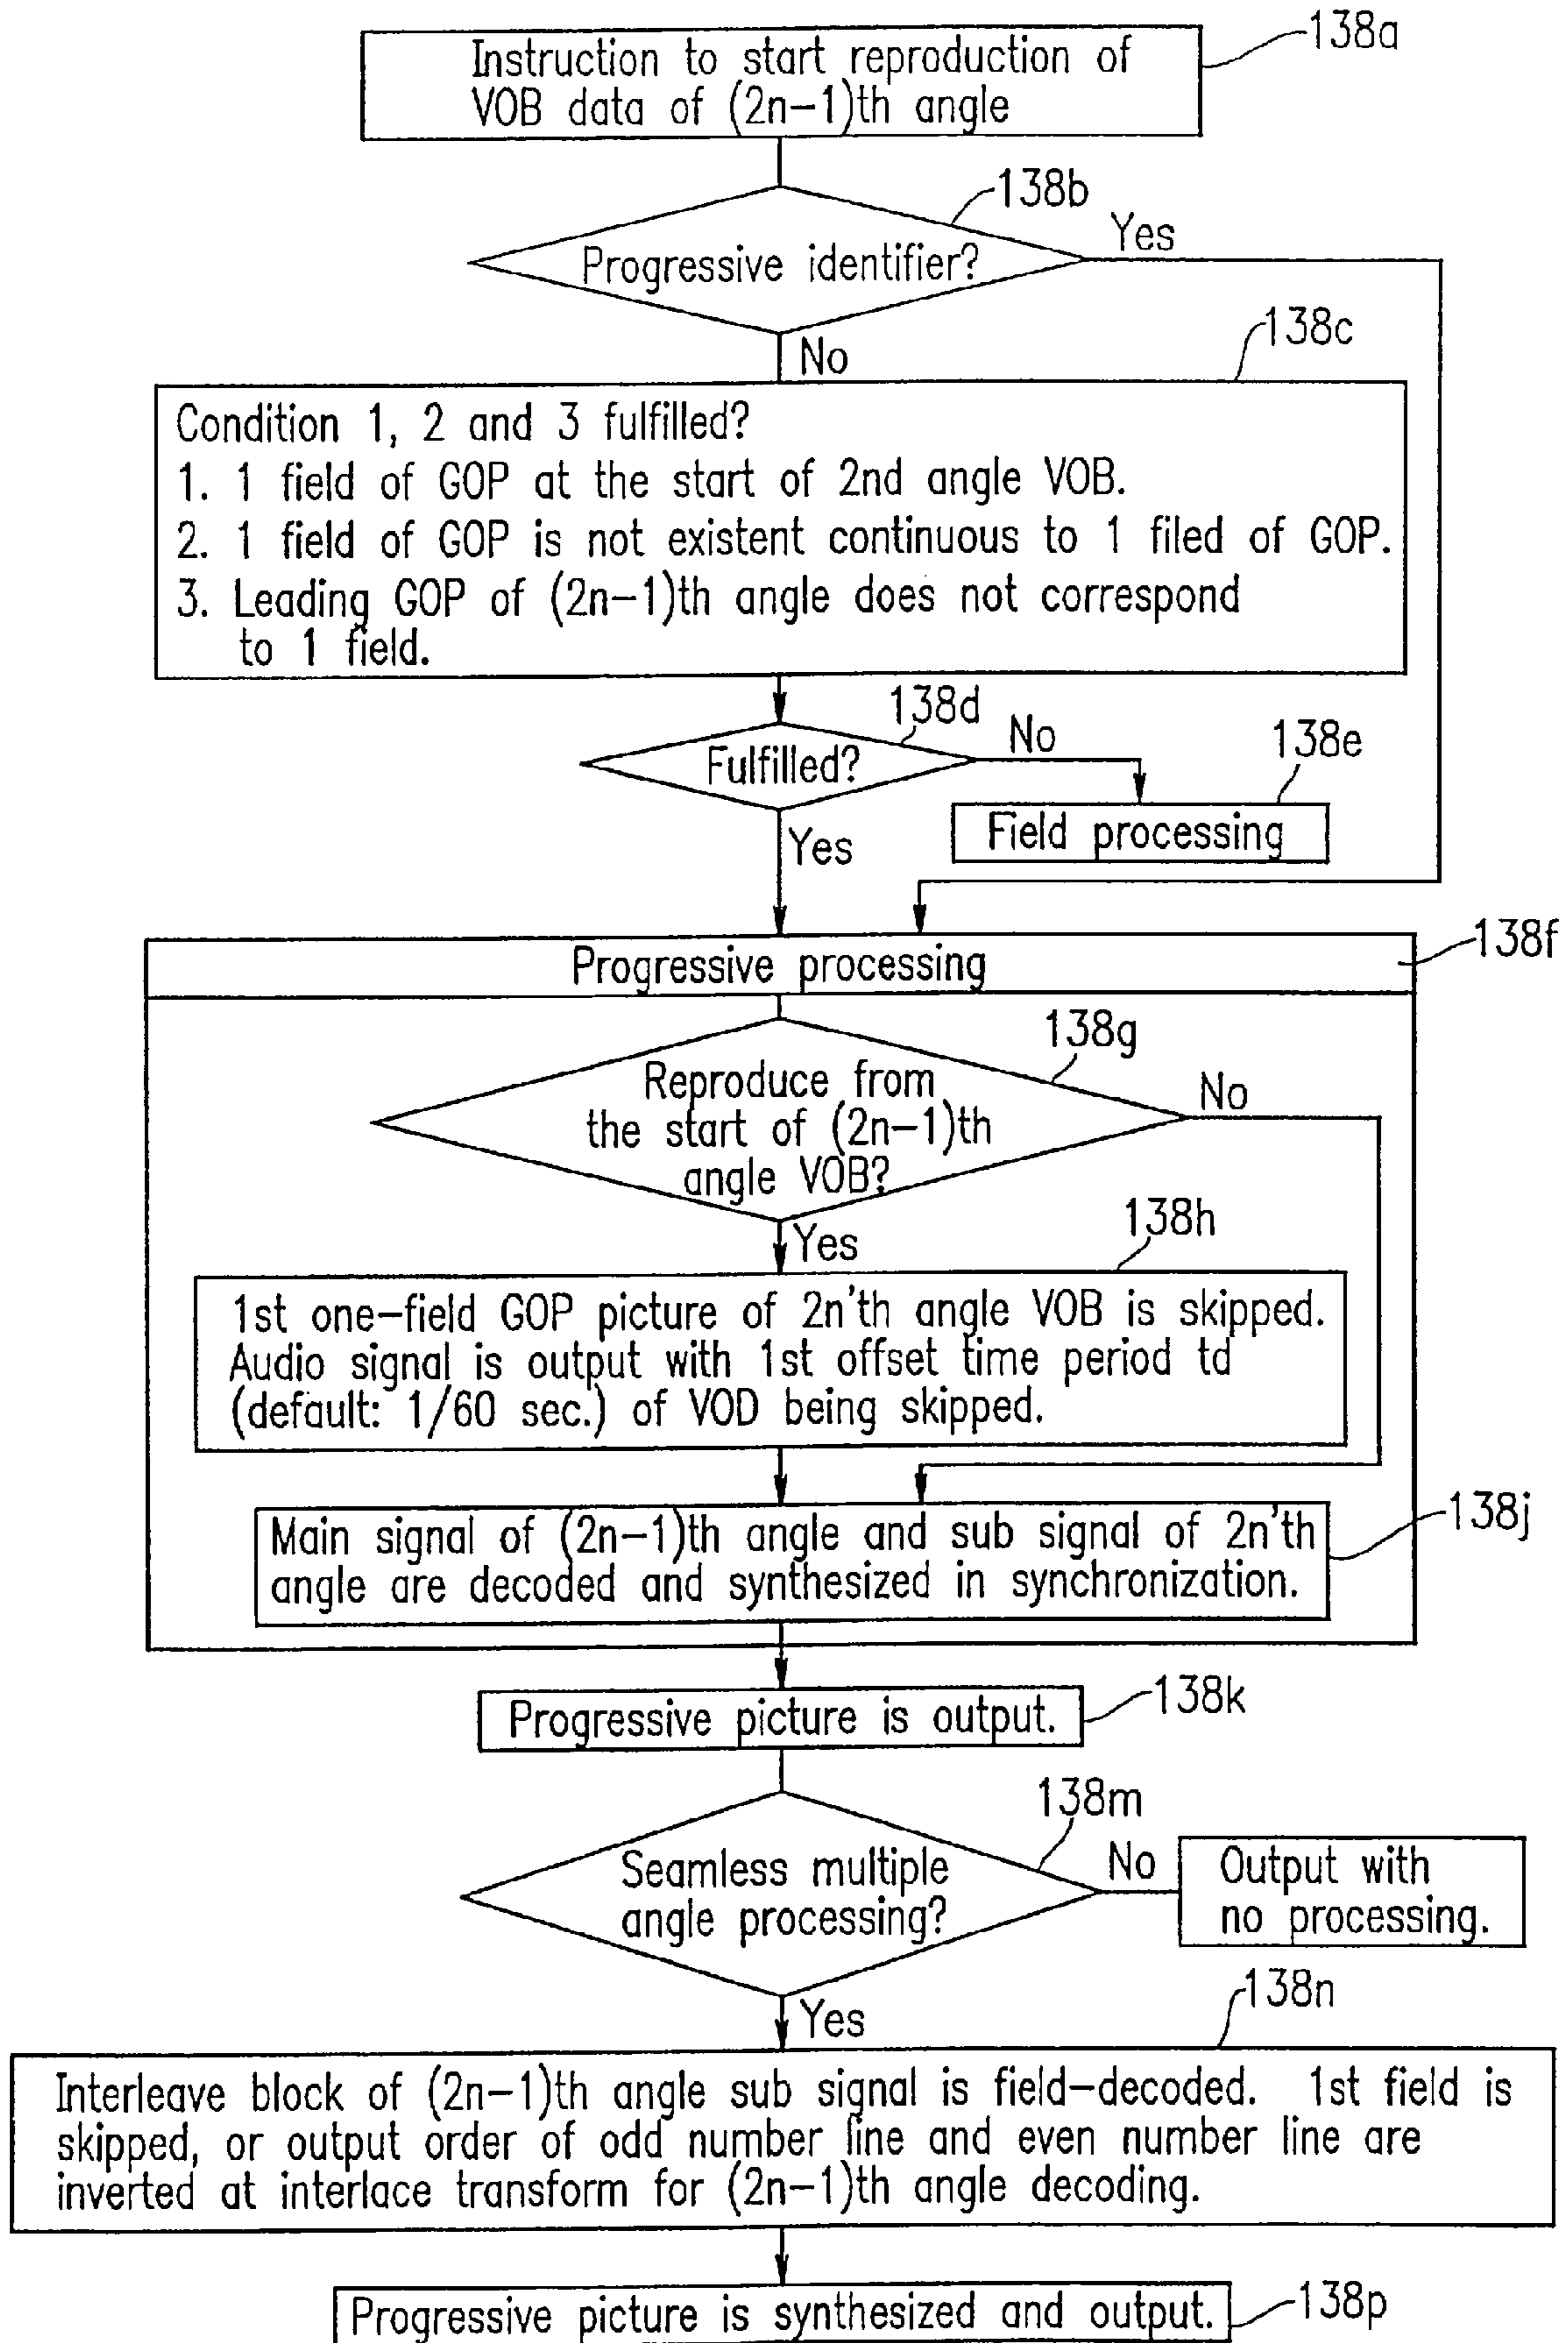 138a
Instruction to start reproduction of
VOB data of (2n-1)th angle
138b
Progressive identifier?
Yes
No
138c
Condition 1, 2 and 3 fulfilled?
1. 1 field of GOP at the start of 2nd angle VOB.
2. 1 field of GOP is not existent continuous to 1 filed of GOP.
3. Leading GOP of (2n-1)th angle does not correspond
to 1 field.
138d
Fulfilled?
No
138e
Field processing
Yes
138f
Progressive processing
138g
Reproduce from
the start of (2n-1)th
angle VOB?
No
Yes
138h
1st one-field GOP picture of 2n'th angle VOB is skipped.
Audio signal is output with 1st offset time period td
(default: 1/60 sec.) of VOD being skipped.
138j
Main signal of (2n-1)th angle and sub signal of 2n'th
angle are decoded and synthesized in synchronization.
138k
Progressive picture is output.
138m
Seamless multiple
angle processing?
No
Output with
no processing.
Yes
138n
Interleave block of (2n-1)th angle sub signal is field-decoded. 1st field is
skipped, or output order of odd number line and even number line are
inverted at interlace transform for (2n-1)th angle decoding.
138p
Progressive picture is synthesized and output.